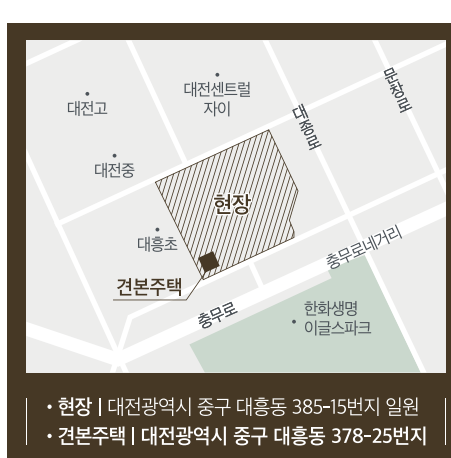 대전센트럴
자이
문창로
대전고
대종로
대전중
현장
대흥초
충무로네거리
견본주택
충무로
한화생명
이글스파크
• 현장 | 대전광역시 중구 대흥동 385-15번지 일원
• 견본주택 | 대전광역시 중구 대흥동 378-25번지